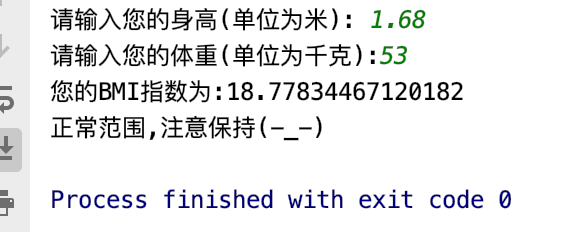 请输入您的身高(单位为米): 1.68
请输入您的体重(单位为千克):53
您的BMI指数为:18.77834467120182
正常范围,注意保持(-_-)
Process finished with exit code 0